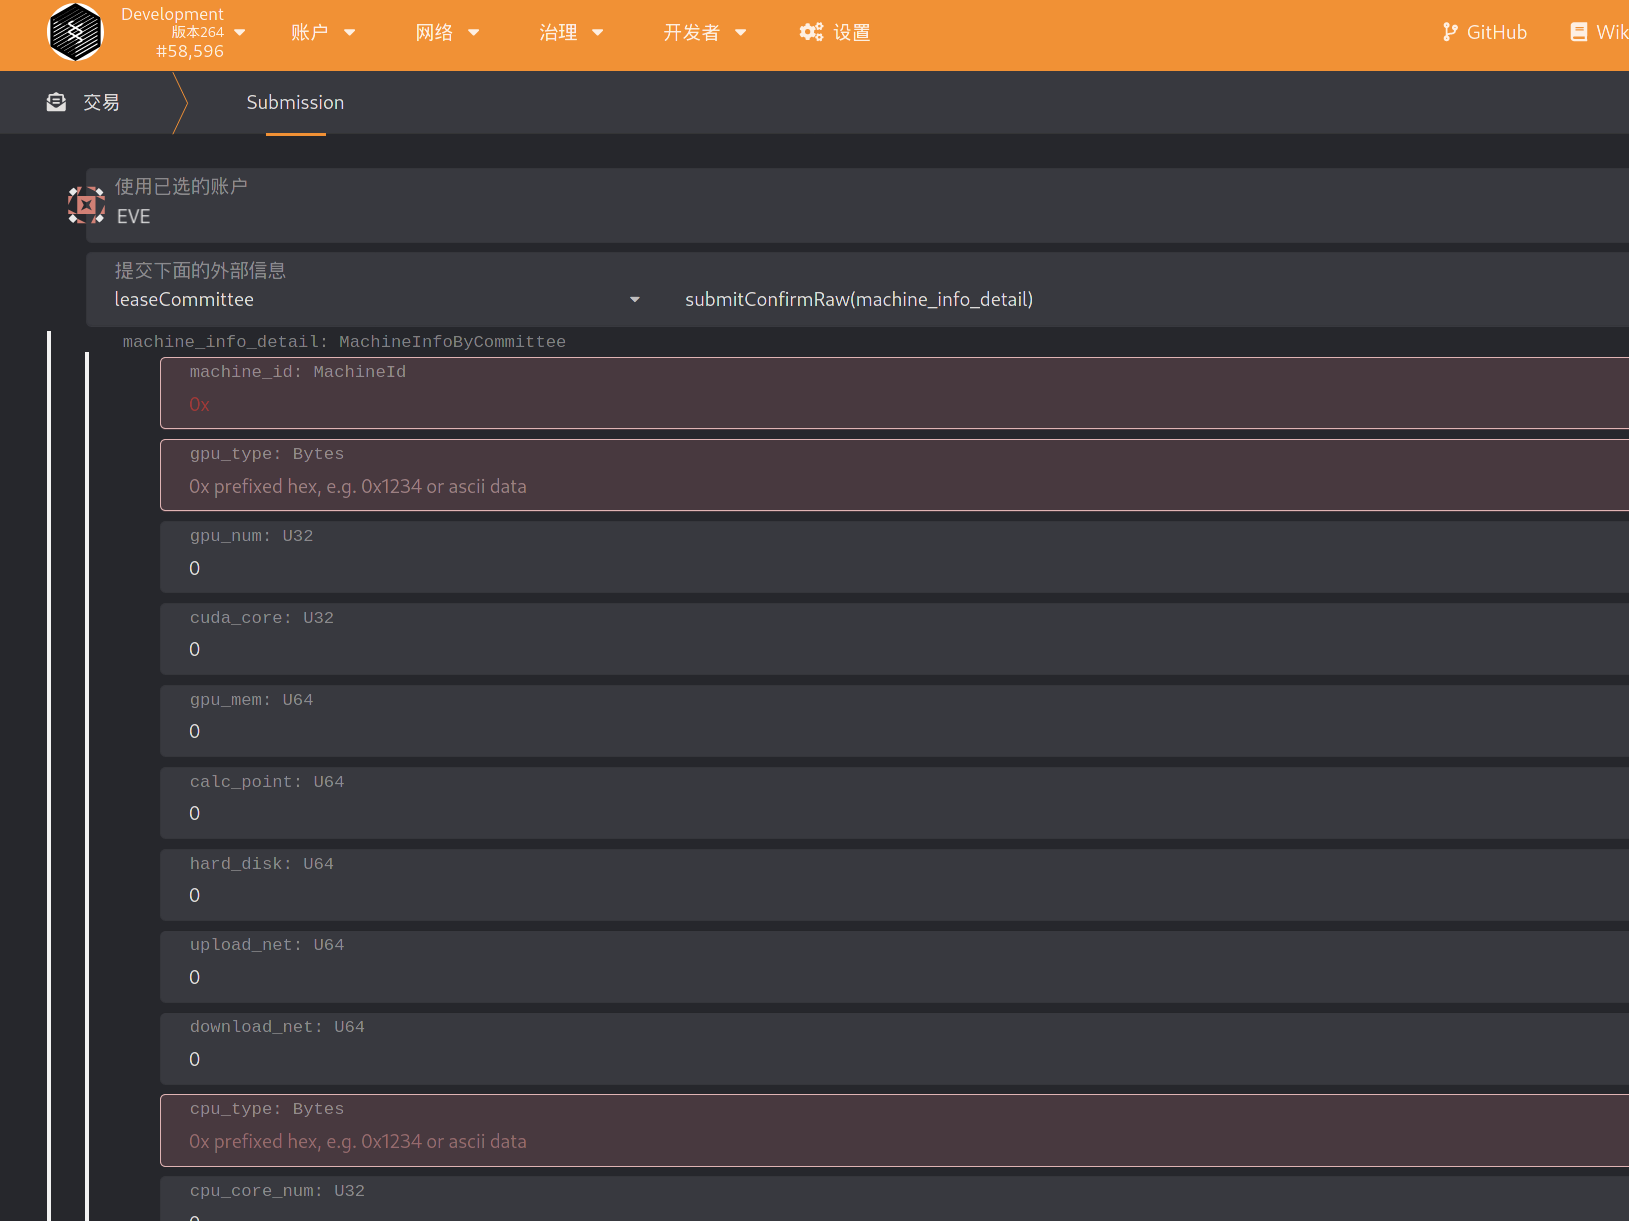 Development
版本264
#58,596
账户
网络
治理
开发者
设置
GitHub
Wik
交易
Submission
使用已选的账户
EVE
提交下面的外部信息
leaseCommittee
submitConfirmRaw(machine_info_detail)
machine_info_detail: MachineInfoByCommittee
machine_id: MachineId
0x
gpu_type: Bytes
0x prefixed hex, e.g. 0x1234 or ascii data
gpu_num: U32
0
cuda_core: U32
0
gpu_mem: U64
0
calc_point: U64
0
hard_disk: U64
0
upload_net: U64
0
download_net: U64
0
cpu_type: Bytes
0x prefixed hex, e.g. 0x1234 or ascii data
cpu_core_num: U32
0